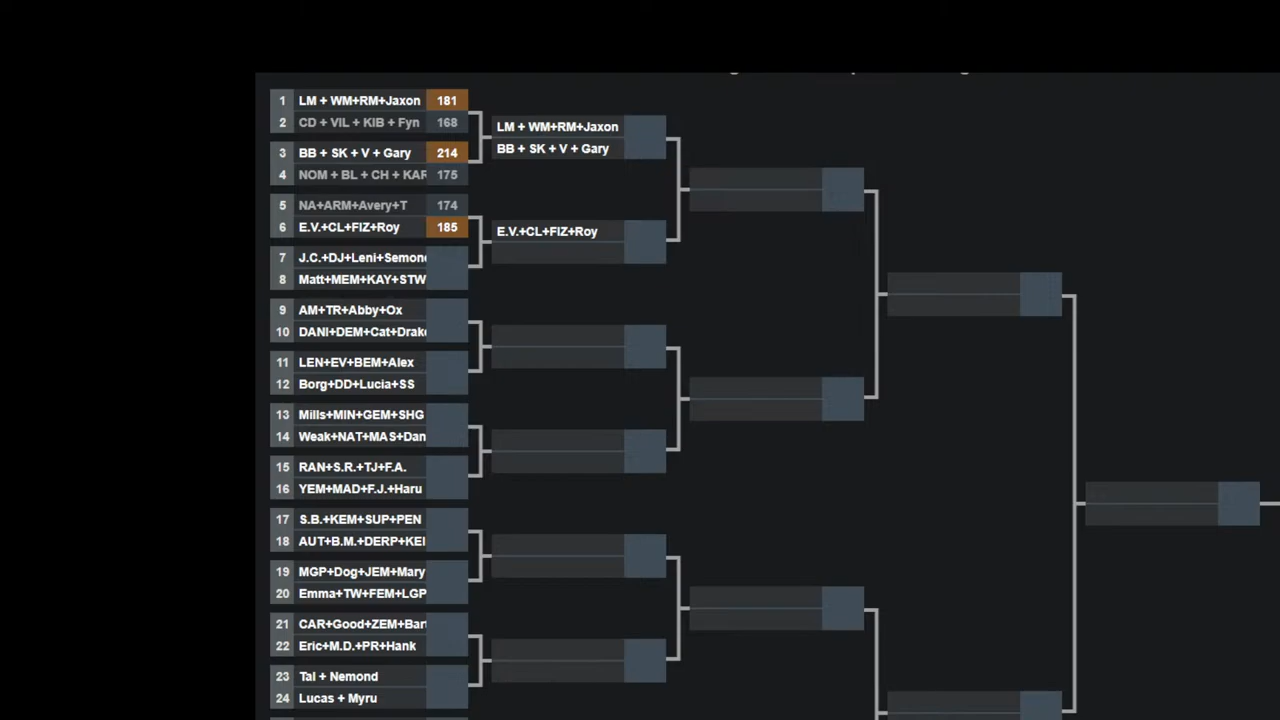 1 LM + WM+RM+Jaxon 181
2 CD + VIL + KIB + Fyn 168
3 BB + SK + V + Gary 214
4 NOM + BL + CH + KAR 175
5 NA+ARM+Avery+T 174
6 E.V.+CL+FIZ+Roy 185
7 J.C.+DJ+Leni+Semon
8 Matt+MEM+KAY+STW
9 AM+TR+Abby+Ox
10 DANI+DEM+Cat+Drake
11 LEN+EV+BEM+Alex
12 Borg+DD+Lucia+SS
13 Mills+MIN+GEM+SHG
14 Weak+NAT+MAS+Dan
15 RAN+S.R.+TJ+F.A.
16 YEM+MAD+F.J.+Haru
17 S.B.+KEM+SUP+PEN
18 AUT+B.M.+DERP+KEI
19 MGP+Dog+JEM+Mary
20 Emma+TW+FEM+LGP
21 CAR+Good+ZEM+Bar
22 Eric+M.D.+PR+Hank
23 Tal + Nemond
24 Lucas + Myru
LM + WM+RM+Jaxon
BB + SK + V + Gary
E.V.+CL+FIZ+Roy